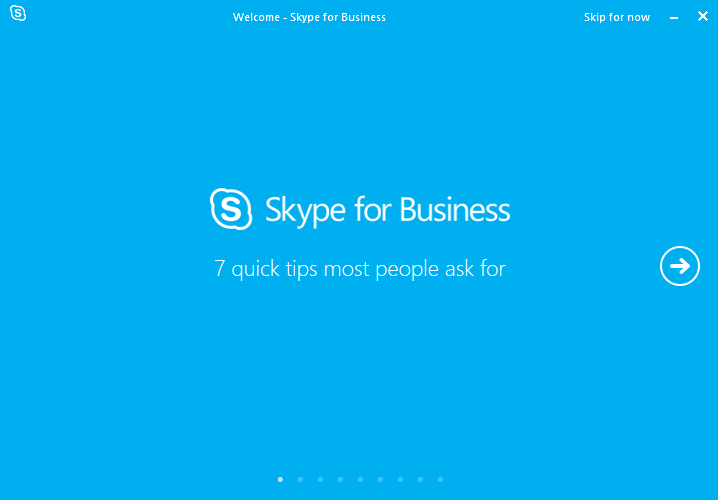 Welcome - Skype for Business
Skip for now
Skype for Business
7 quick tips most people ask for